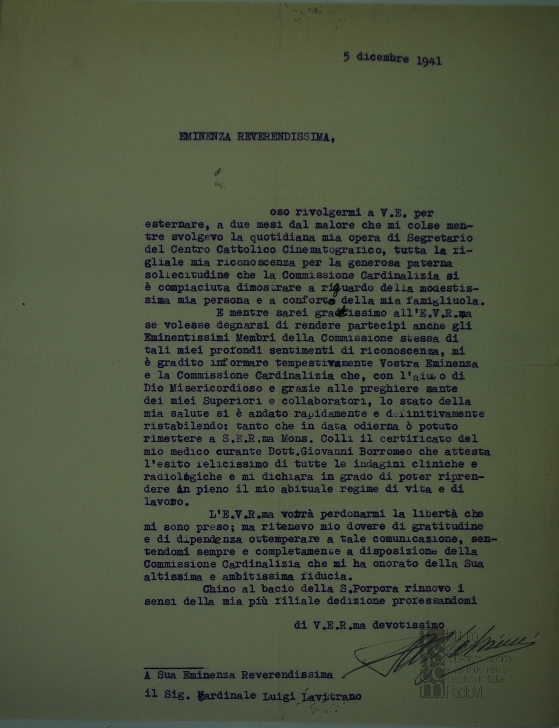 5 dicembre 1941
EMINENZA REVERENDISSIMA,
oso rivolgermi a V.E. per
esternare, a due mesi dal malore che mi colse men-
tre svolgevo la quotidiana mia opera di Segretario
del Centro Cattolico Cinematografico, tutta la fi-
gliale mia riconoscenza per la generosa paterna
sollecitudine che la Commissione Cardinalizia si
è compiaciuta dimostrare a riguardo della modestis-
sima mia persona e a conforto della mia famigliuola.
E mentre sarei gratissimo all'E.V.R.ma
se volesse degnarsi di rendere partecipi anche gli
Eminentissimi Membri della Commissione stessa di
tali miei profondi sentimenti di riconoscenza, mi
è gradito informare tempestivamente Vostra Eminenza
e la Commissione Cardinalizia che, con l'aiuto di
Dio Misericordioso e grazie alle preghiere sante
dei miei Superiori e collaboratori, lo stato della
mia salute si è andato rapidamente e definitivamente
ristabilendo: tanto che in data odierna ò potuto
rimettere a S.E.R.ma Mons. Colli il certificato del
mio medico curante Dott.Giovanni Borromeo che attesta
l'esito felicissimo di tutte le indagini cliniche e
radiologiche e mi dichiara in grado di poter ripren-
dere in pieno il mio abituale regime di vita e di
lavoro.
L'E.V.R.ma vorrà perdonarmi la libertà che
mi sono preso; ma ritenevo mio dovere di gratitudine
e di dipendenza ottemperare a tale comunicazione, sen-
tendomi sempre e completamente a disposizione della
Commissione Cardinalizia che mi ha onorato della Sua
altissima e ambitissima fiducia.
Chino al bacio della S.Porpora rinnovo i
sensi della mia più filiale dedizione professandomi
di V.E.R.ma devotissimo
A Sua Eminenza Reverendissima
il Sig. Cardinale Luigi Lavitrano